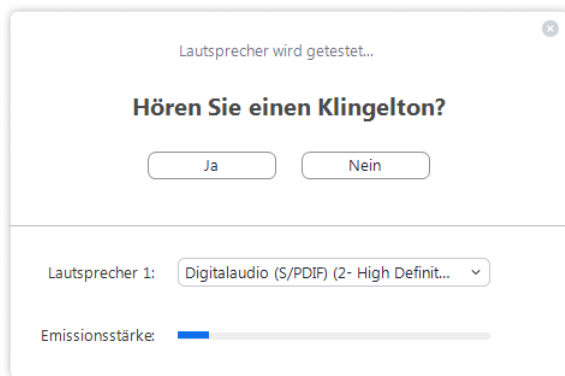 Lautsprecher wird getestet...
Hören Sie einen Klingelton?
Ja Nein
Lautsprecher 1: Digitalaudio (S/PDIF) (2- High Definit...
Emissionsstärke: